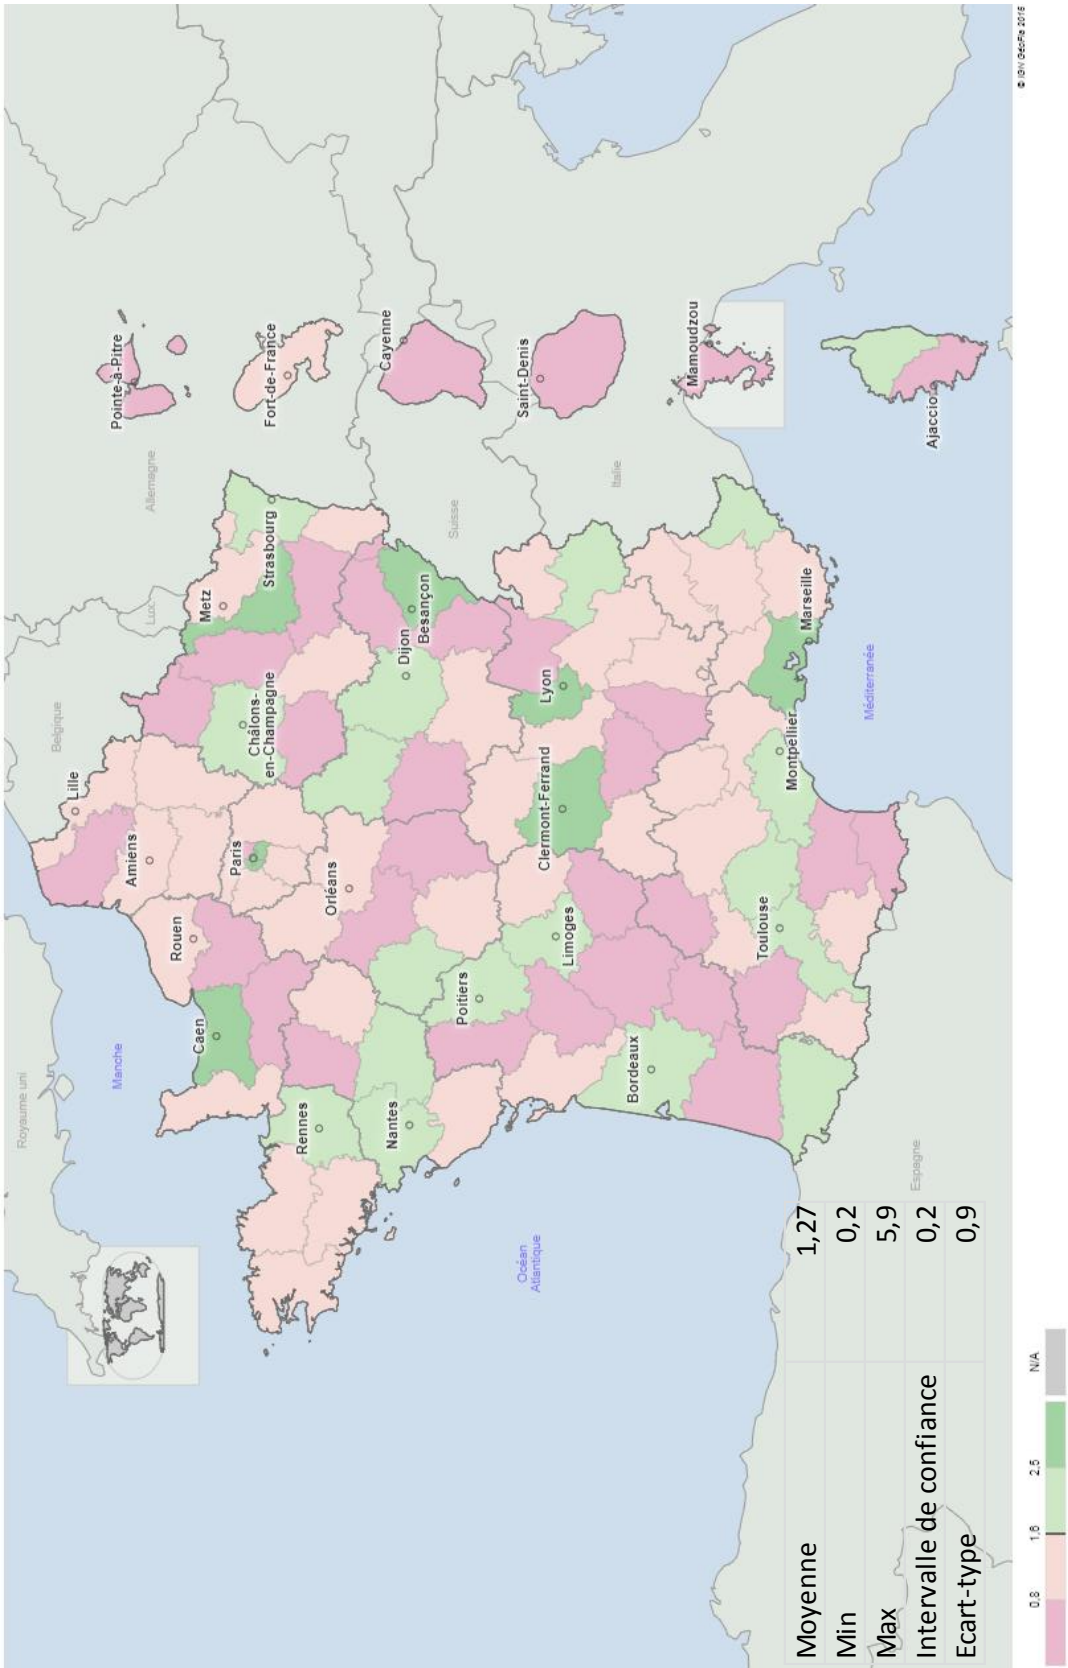 Royaume uni
Manche
Belgique
Lux.
Allemagne
Suisse
Italie
Espagne
Océan
Atlantique
Méditerranée
Lille
Amiens
Rouen
Caen
Paris
Metz
Strasbourg
Châlons-
en-Champagne
Rennes
Orléans
Nantes
Dijon
Besançon
Poitiers
Limoges
Clermont-Ferrand
Lyon
Bordeaux
Toulouse
Montpellier
Marseille
Ajaccio
Pointe-à-Pitre
Fort-de-France
Cayenne
Saint-Denis
Mamoudzou
Moyenne 1,27
Min 0,2
Max 5,9
Intervalle de confiance 0,2
Ecart-type 0,9
0,8 1,6 2,5 N/A
© IGN GéoFla 2015